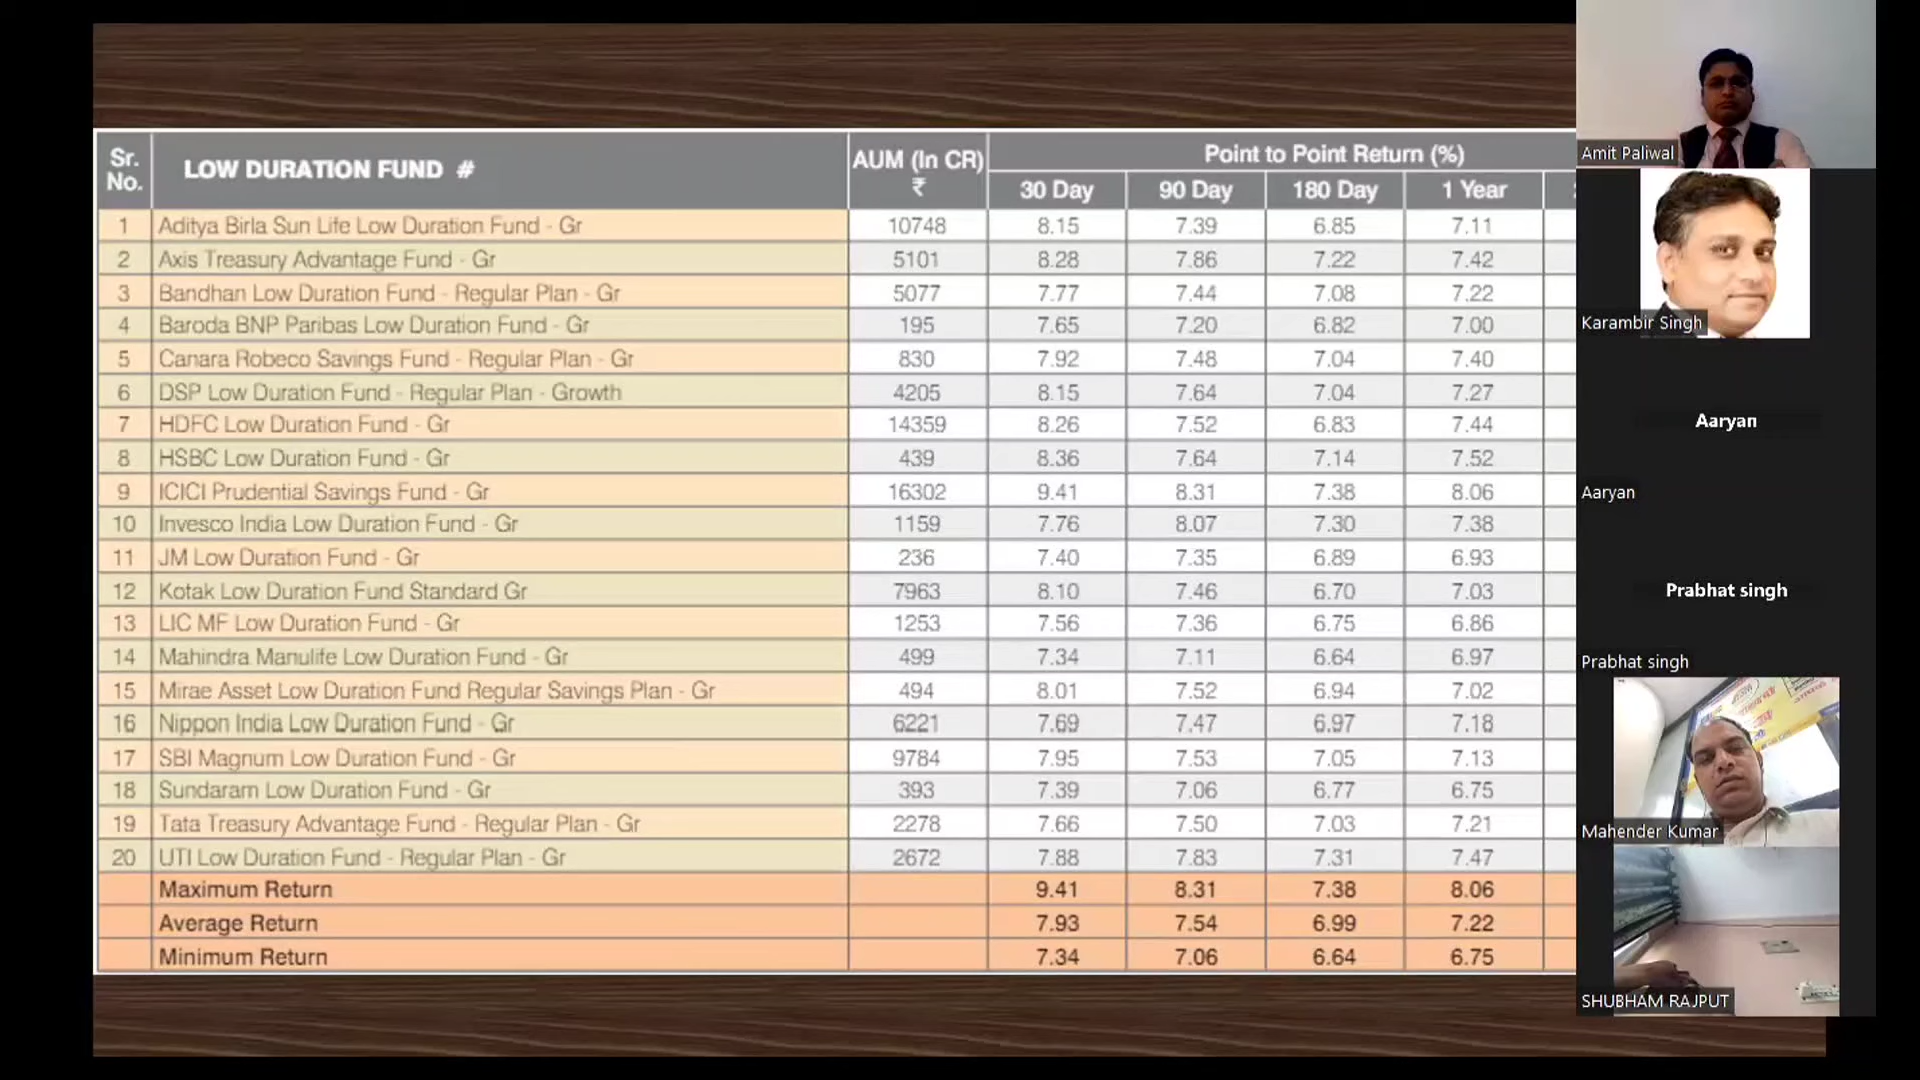 Sr. No. LOW DURATION FUND # AUM (In CR) ₹ Point to Point Return (%)
30 Day 90 Day 180 Day 1 Year
1 Aditya Birla Sun Life Low Duration Fund - Gr 10748 8.15 7.39 6.85 7.11
2 Axis Treasury Advantage Fund - Gr 5101 8.28 7.86 7.22 7.42
3 Bandhan Low Duration Fund - Regular Plan - Gr 5077 7.77 7.44 7.08 7.22
4 Baroda BNP Paribas Low Duration Fund - Gr 195 7.65 7.20 6.82 7.00
5 Canara Robeco Savings Fund - Regular Plan - Gr 830 7.92 7.48 7.04 7.40
6 DSP Low Duration Fund - Regular Plan - Growth 4205 8.15 7.64 7.04 7.27
7 HDFC Low Duration Fund - Gr 14359 8.26 7.52 6.83 7.44
8 HSBC Low Duration Fund - Gr 439 8.36 7.64 7.14 7.52
9 ICICI Prudential Savings Fund - Gr 16302 9.41 8.31 7.38 8.06
10 Invesco India Low Duration Fund - Gr 1159 7.76 8.07 7.30 7.38
11 JM Low Duration Fund - Gr 236 7.40 7.35 6.89 6.93
12 Kotak Low Duration Fund Standard Gr 7963 8.10 7.46 6.70 7.03
13 LIC MF Low Duration Fund - Gr 1253 7.56 7.36 6.75 6.86
14 Mahindra Manulife Low Duration Fund - Gr 499 7.34 7.11 6.64 6.97
15 Mirae Asset Low Duration Fund Regular Savings Plan - Gr 494 8.01 7.52 6.94 7.02
16 Nippon India Low Duration Fund - Gr 6221 7.69 7.47 6.97 7.18
17 SBI Magnum Low Duration Fund - Gr 9784 7.95 7.53 7.05 7.13
18 Sundaram Low Duration Fund - Gr 393 7.39 7.06 6.77 6.75
19 Tata Treasury Advantage Fund - Regular Plan - Gr 2278 7.66 7.50 7.03 7.21
20 UTI Low Duration Fund - Regular Plan - Gr 2672 7.88 7.83 7.31 7.47
Maximum Return 9.41 8.31 7.38 8.06
Average Return 7.93 7.54 6.99 7.22
Minimum Return 7.34 7.06 6.64 6.75
Amit Paliwal
Karambir Singh
Aaryan
Aaryan
Prabhat singh
Prabhat singh
Mahender Kumar
SHUBHAM RAJPUT